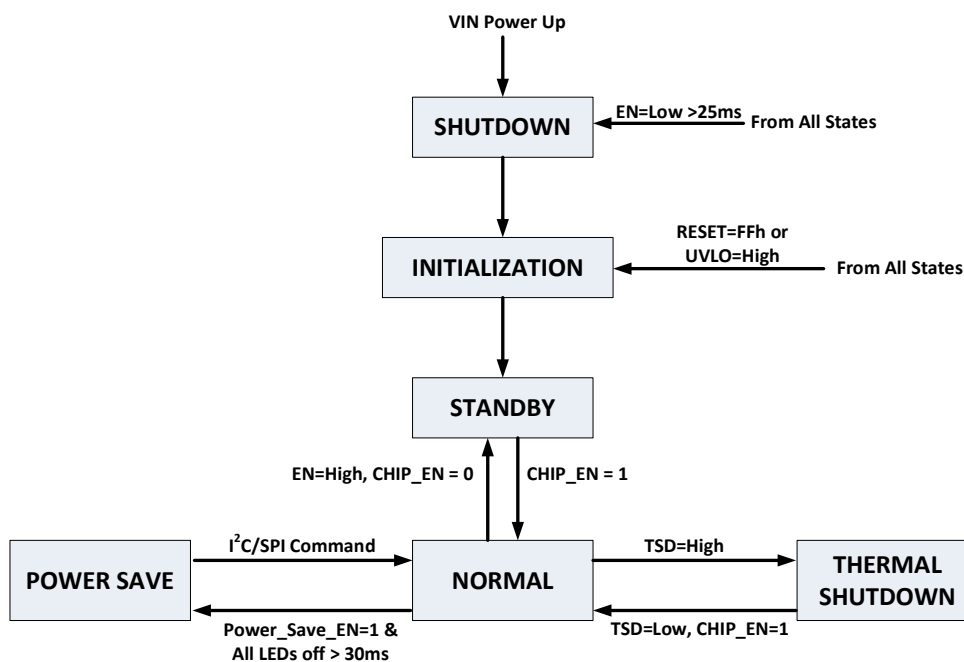 VIN Power Up
SHUTDOWN
EN=Low >25ms
From All States
RESET=FFh or
UVLO=High
INITIALIZATION
From All States
STANDBY
EN=High, CHIP_EN = 0
CHIP_EN = 1
I²C/SPI Command
TSD=High
POWER SAVE
NORMAL
THERMAL
SHUTDOWN
Power_Save_EN=1 &
All LEDs off > 30ms
TSD=Low, CHIP_EN=1